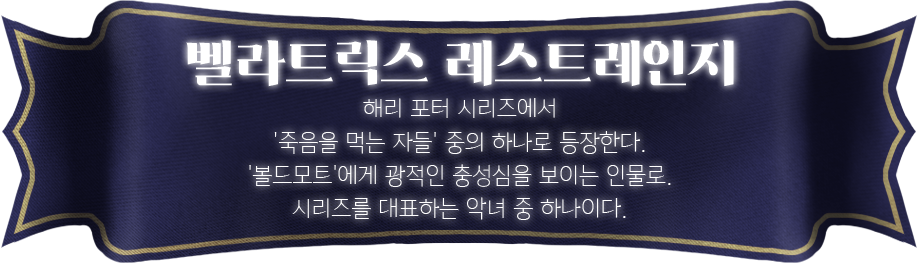 벨라트릭스 레스트레인지
해리 포터 시리즈에서
'죽음을 먹는 자들' 중의 하나로 등장한다.
'볼드모트'에게 광적인 충성심을 보이는 인물로.
시리즈를 대표하는 악녀 중 하나이다.